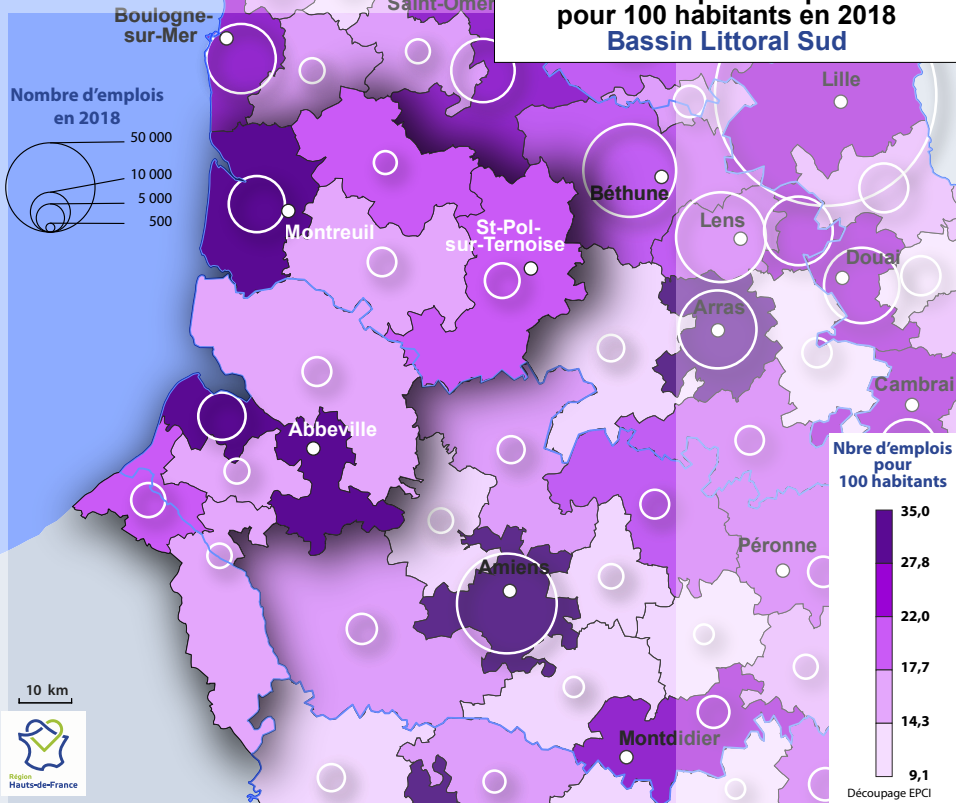 pour 100 habitants en 2018
Bassin Littoral Sud
Boulogne-
sur-Mer
Saint-Omer
Lille
Nombre d'emplois
en 2018
50 000
10 000
5 000
500
Béthune
Montreuil
St-Pol-
sur-Ternoise
Lens
Douai
Arras
Cambrai
Abbeville
Nbre d'emplois
pour
100 habitants
35,0
27,8
22,0
17,7
14,3
9,1
Découpage EPCI
Péronne
Amiens
Montdidier
10 km
Région
Hauts-de-France